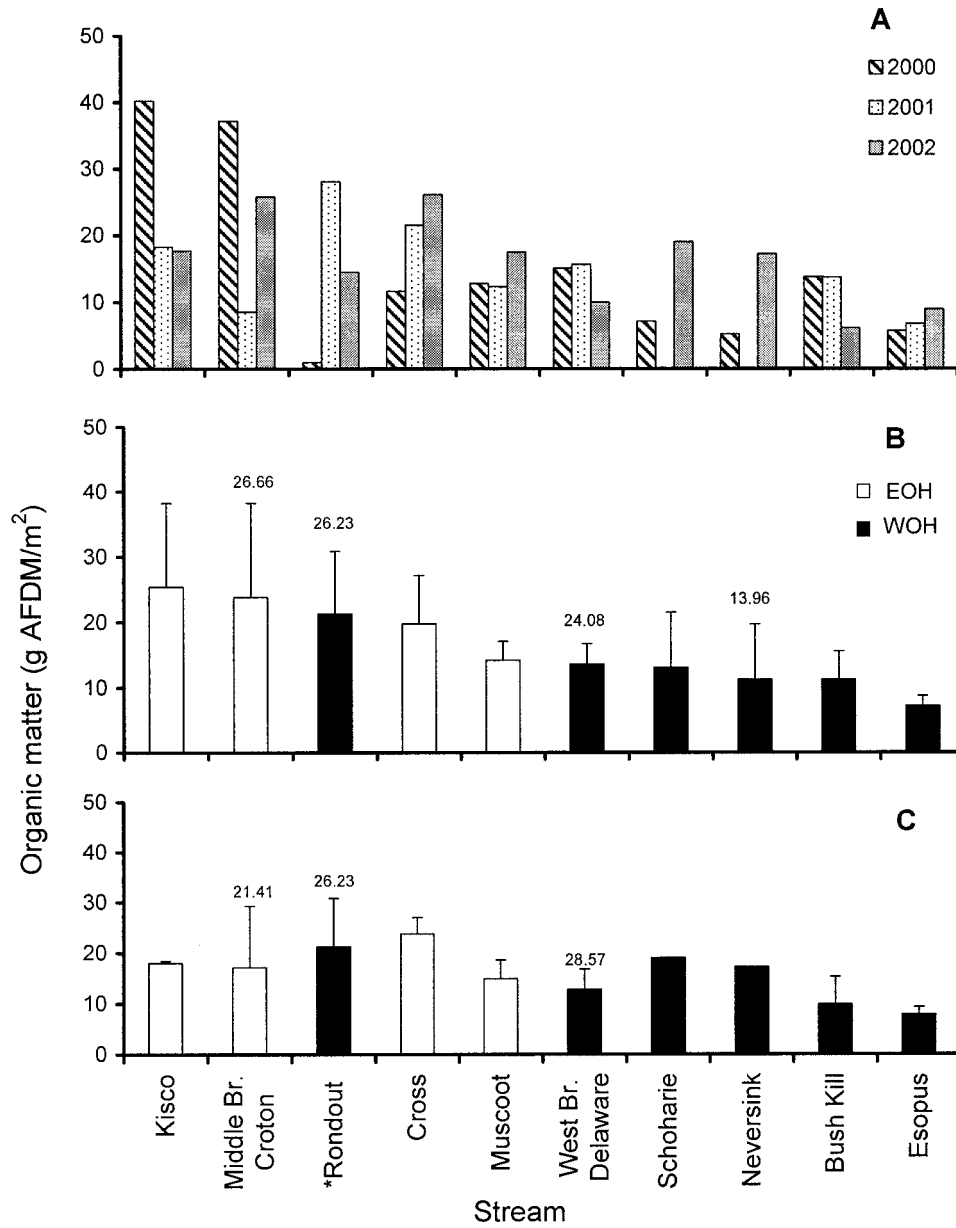 A
2000
2001
2002
50
40
30
20
10
0
B
EOH
WOH
50
40
30
20
10
0
26.66
26.23
24.08
13.96
C
50
40
30
20
10
0
21.41
26.23
28.57
Organic matter (g AFDM/m²)
Kisco
Middle Br.
Croton
*Rondout
Cross
Muscoot
West Br.
Delaware
Schoharie
Neversink
Bush Kill
Esopus
Stream